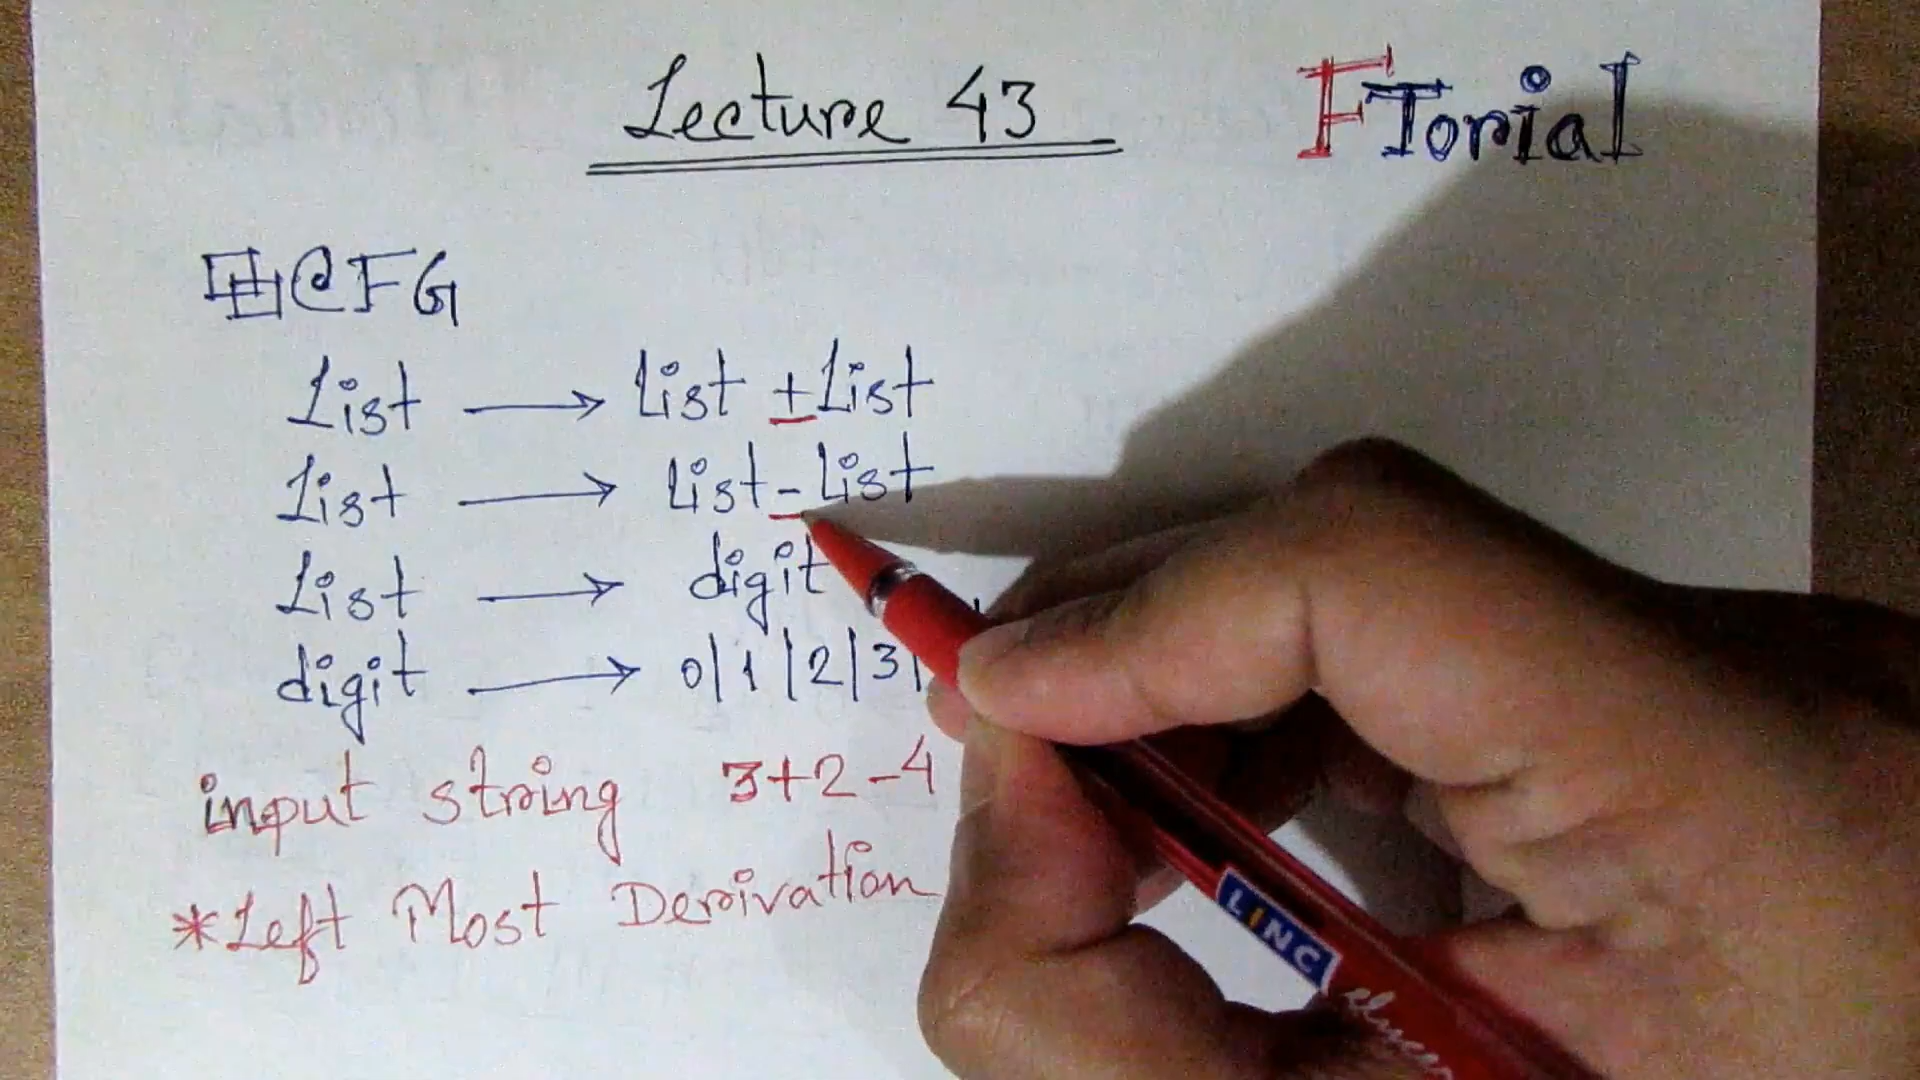 Lecture 43
FTorial
CFG
List → List + List
List → List - List
List → digit
digit → 0|1|2|3|
input string 3+2-4
*Left Most Derivation
LINC